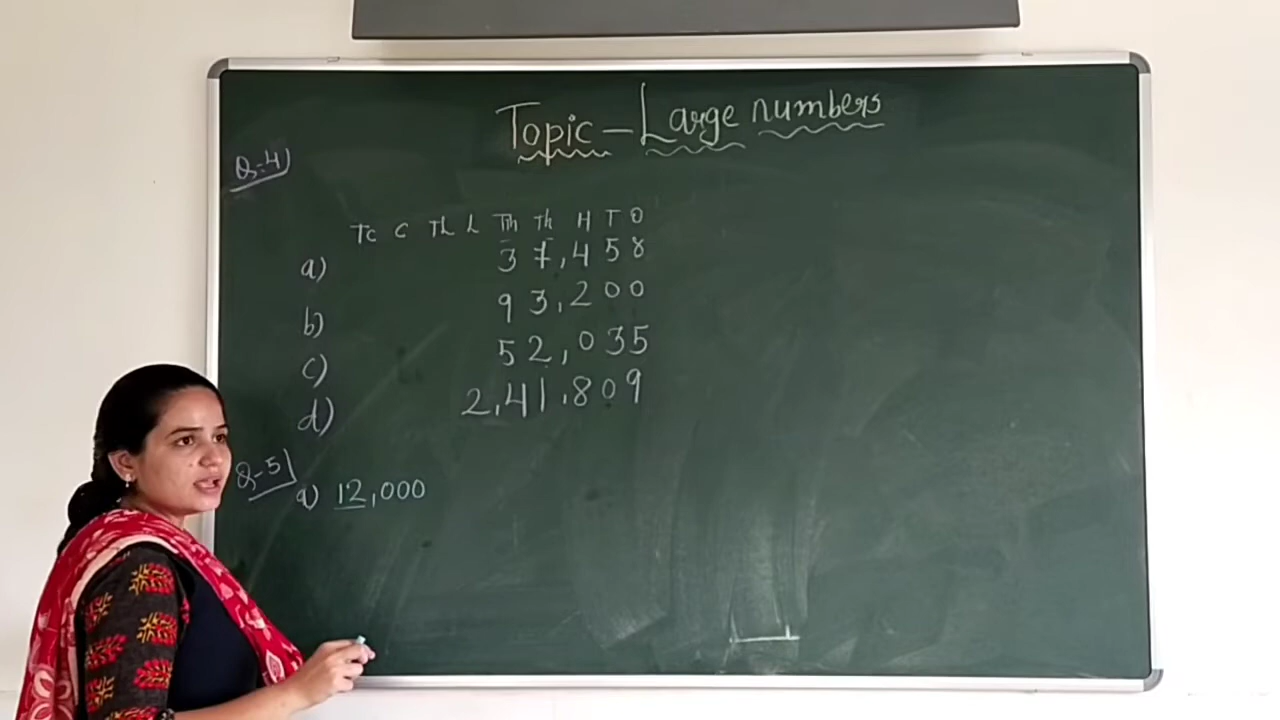 Topic - Large numbers
Q-4
TC C TL L TTh Th H T O
a) 37,458
b) 93,200
c) 52,035
d) 2,41,809
Q-5
a) 12,000